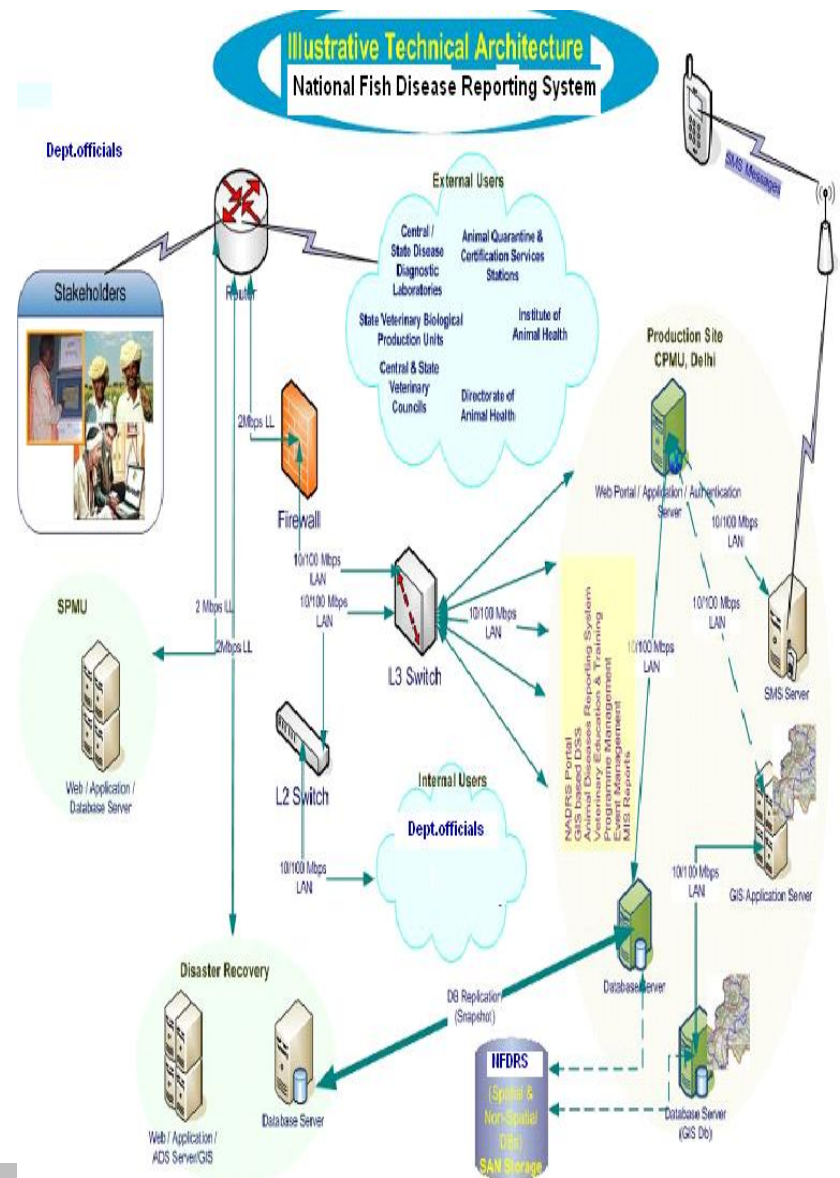 Illustrative Technical Architecture
National Fish Disease Reporting System
Dept.officials
SMS Messages
External Users
Central /
State Disease
Diagnostic
Laboratories
Animal Quarantine &
Certification Services
Stations
State Veterinary Biological
Production Units
Institute of
Animal Health
Central & State
Veterinary
Councils
Directorate of
Animal Health
Router
Stakeholders
Production Site
CPMU, Delhi
2Mbps LL
Firewall
Web Portal / Application / Authentication
Server
10/100 Mbps
LAN
10/100 Mbps
LAN
10/100 Mbps
LAN
L3 Switch
10/100 Mbps
LAN
10/100 Mbps
LAN
10/100 Mbps
LAN
SMS Server
SPMU
2 Mbps LL
2Mbps LL
Web / Application /
Database Server
L2 Switch
NADRS Portal
GIS based DSS
Animal Diseases Reporting System
Veterinary Education & Training
Programme Management
Event Management
MIS Reports
Internal Users
Dept.officials
10/100 Mbps
LAN
10/100 Mbps
LAN
GIS Application Server
Disaster Recovery
Database Server
DB Replication
(Snapshot)
Web / Application /
ADS Server/GIS
Database Server
NFDRS
(Spatial &
Non-Spatial
DBs)
SAN Storage
Database Server
(GIS Db)